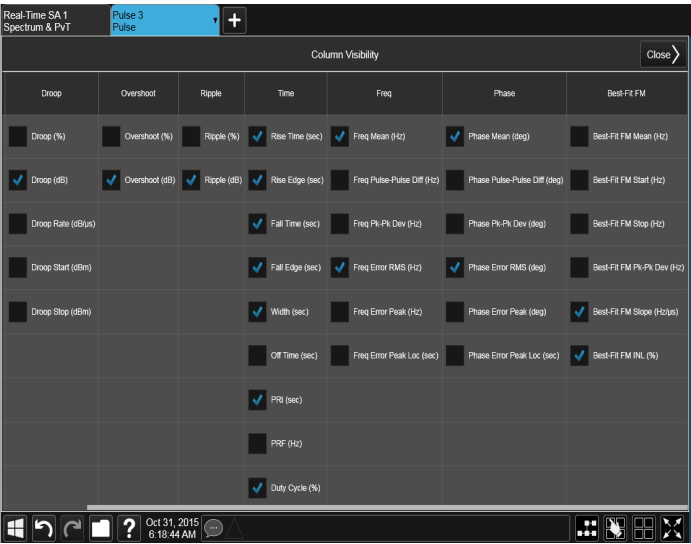 Real-Time SA 1
Spectrum & PvT
Pulse 3
Pulse
Column Visibility
Close
Droop Overshoot Ripple Time Freq Phase Best-Fit FM
Droop (%) Overshoot (%) Ripple (%) Rise Time (sec) Freq Mean (Hz) Phase Mean (deg) Best-Fit FM Mean (Hz)
Droop (dB) Overshoot (dB) Ripple (dB) Rise Edge (sec) Freq Pulse-Pulse Diff (Hz) Phase Pulse-Pulse Diff (deg) Best-Fit FM Start (Hz)
Droop Rate (dB/µs) Fall Time (sec) Freq Pk-Pk Dev (Hz) Phase Pk-Pk Dev (deg) Best-Fit FM Stop (Hz)
Droop Start (dBm) Fall Edge (sec) Freq Error RMS (Hz) Phase Error RMS (deg) Best-Fit FM Pk-Pk Dev (Hz)
Droop Stop (dBm) Width (sec) Freq Error Peak (Hz) Phase Error Peak (deg) Best-Fit FM Slope (Hz/µs)
Off Time (sec) Freq Error Peak Loc (sec) Phase Error Peak Loc (sec) Best-Fit FM INL (%)
PRI (sec)
PRF (Hz)
Duty Cycle (%)
?
Oct 31, 2015
6:18:44 AM